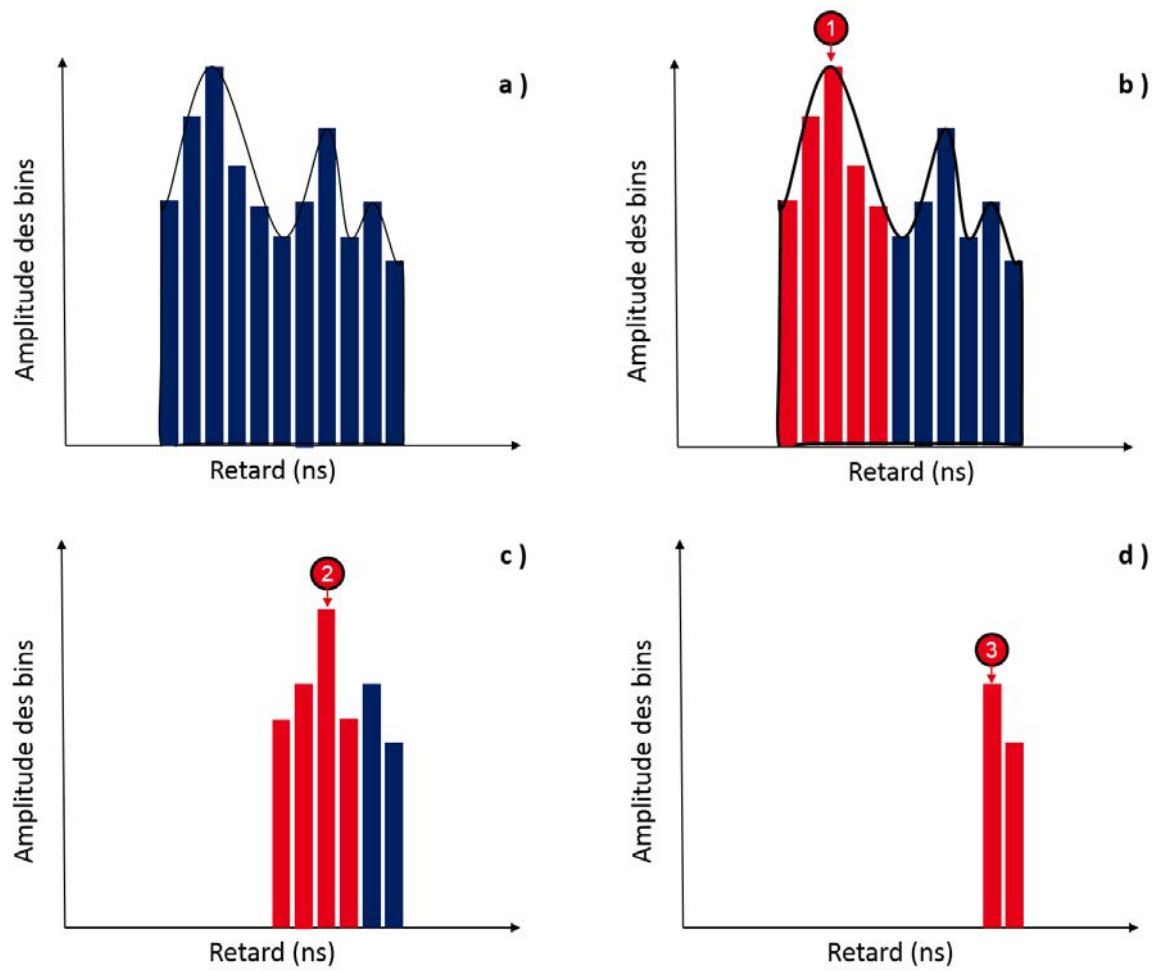 1
a )
b )
Amplitude des bins
Amplitude des bins
Retard (ns)
Retard (ns)
c )
d )
2
3
Amplitude des bins
Amplitude des bins
Retard (ns)
Retard (ns)